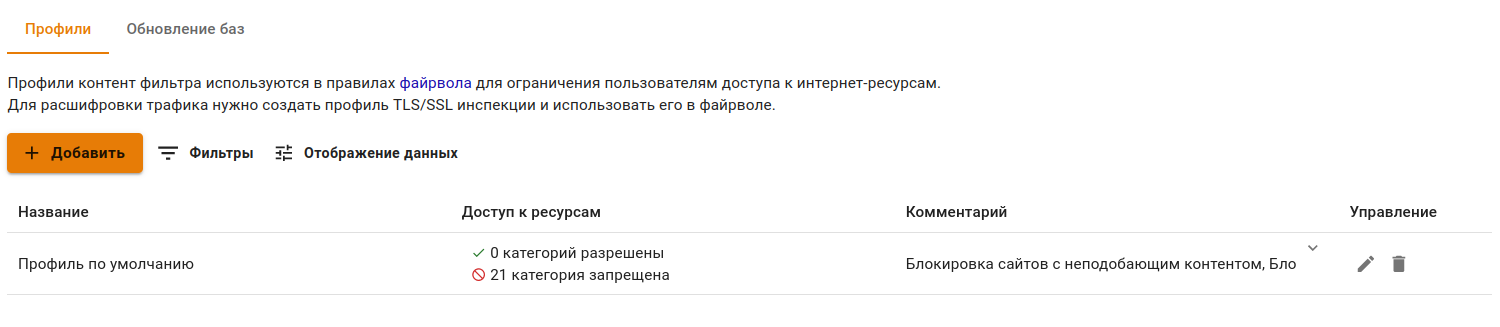 Профили Обновление баз
Профили контент фильтра используются в правилах файрвола для ограничения пользователям доступа к интернет-ресурсам.
Для расшифровки трафика нужно создать профиль TLS/SSL инспекции и использовать его в файрволе.
Добавить Фильтры Отображение данных
Название Доступ к ресурсам Комментарий Управление
0 категорий разрешены
Профиль по умолчанию Блокировка сайтов с неподобающим контентом, Бло
21 категория запрещена